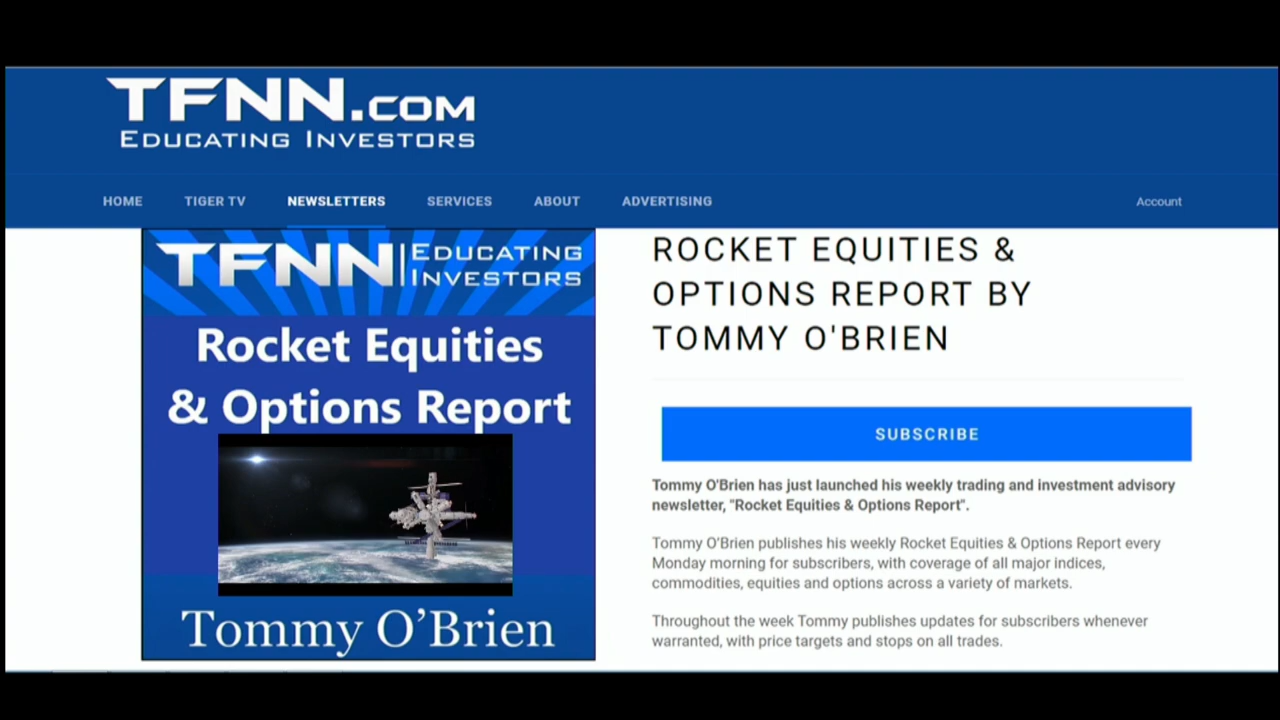 TFNN.COM
EDUCATING INVESTORS
HOME TIGER TV NEWSLETTERS SERVICES ABOUT ADVERTISING Account
TFNN EDUCATING
INVESTORS
Rocket Equities
& Options Report
Tommy O’Brien
ROCKET EQUITIES &
OPTIONS REPORT BY
TOMMY O'BRIEN
SUBSCRIBE
Tommy O'Brien has just launched his weekly trading and investment advisory
newsletter, "Rocket Equities & Options Report".
Tommy O'Brien publishes his weekly Rocket Equities & Options Report every
Monday morning for subscribers, with coverage of all major indices,
commodities, equities and options across a variety of markets.
Throughout the week Tommy publishes updates for subscribers whenever
warranted, with price targets and stops on all trades.